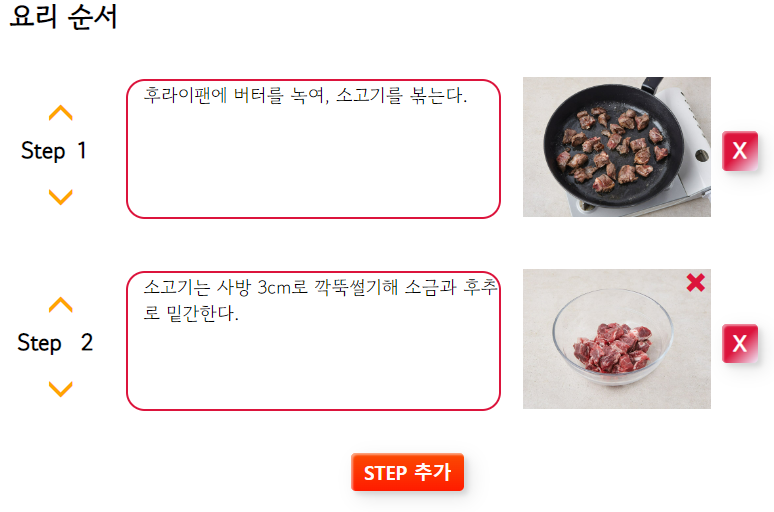 요리 순서
Step 1
후라이팬에 버터를 녹여, 소고기를 볶는다.
X
Step 2
소고기는 사방 3cm로 깍뚝썰기해 소금과 후추
로 밑간한다.
X
STEP 추가